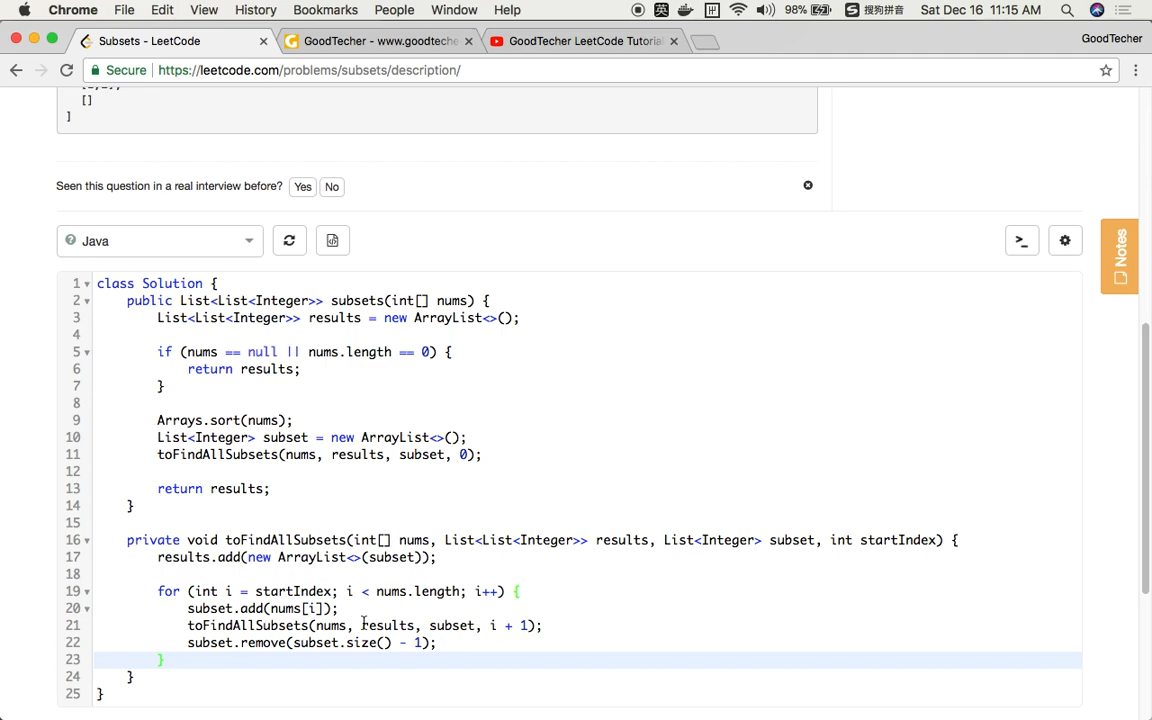 Chrome File Edit View History Bookmarks People Window Help 98% 搜狗拼音 Sat Dec 16 11:15 AM
Subsets - LeetCode
GoodTecher - www.goodteche
GoodTecher LeetCode Tutorial
GoodTecher
Secure https://leetcode.com/problems/subsets/description/
[]
]
Seen this question in a real interview before? Yes No
Java
Notes
1 class Solution {
2 public List<List<Integer>> subsets(int[] nums) {
3 List<List<Integer>> results = new ArrayList<>();
4
5 if (nums == null || nums.length == 0) {
6 return results;
7 }
8
9 Arrays.sort(nums);
10 List<Integer> subset = new ArrayList<>();
11 toFindAllSubsets(nums, results, subset, 0);
12
13 return results;
14 }
15
16 private void toFindAllSubsets(int[] nums, List<List<Integer>> results, List<Integer> subset, int startIndex) {
17 results.add(new ArrayList<>(subset));
18
19 for (int i = startIndex; i < nums.length; i++) {
20 subset.add(nums[i]);
21 toFindAllSubsets(nums, results, subset, i + 1);
22 subset.remove(subset.size() - 1);
23 }
24 }
25 }